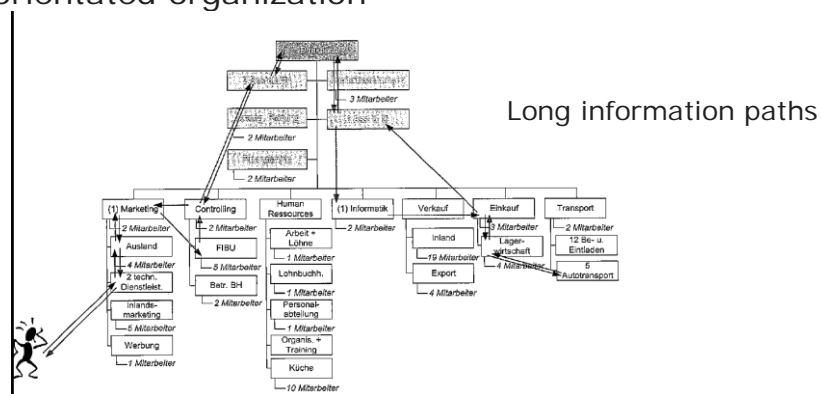 orientated organization
Long information paths
3 Mitarbeiter
2 Mitarbeiter
2 Mitarbeiter
(1) Marketing
2 Mitarbeiter
Ausland
4 Mitarbeiter
2 techn.
Dienstleist.
Inlands-
marketing
5 Mitarbeiter
Werbung
1 Mitarbeiter
Controlling
2 Mitarbeiter
FIBU
5 Mitarbeiter
Betr. BH
2 Mitarbeiter
Human
Ressources
Arbeit +
Löhne
1 Mitarbeiter
Lohnbuchh.
1 Mitarbeiter
Personal-
abteilung
1 Mitarbeiter
Organis. +
Training
Küche
10 Mitarbeiter
(1) Informatik
2 Mitarbeiter
Verkauf
Inland
19 Mitarbeiter
Export
4 Mitarbeiter
Einkauf
3 Mitarbeiter
Lager-
wirtschaft
4 Mitarbeiter
Transport
2 Mitarbeiter
12 Be- u.
Eintladen
5
Autotransport